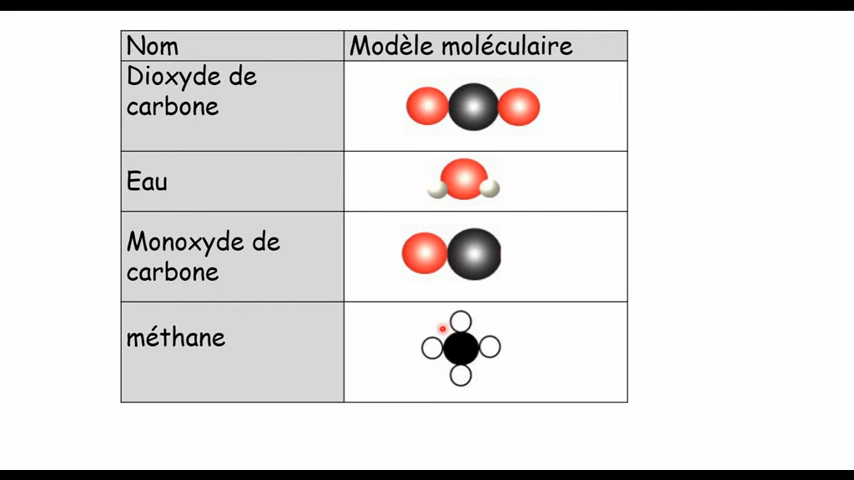 Nom
Modèle moléculaire
Dioxyde de
carbone
Eau
Monoxyde de
carbone
méthane